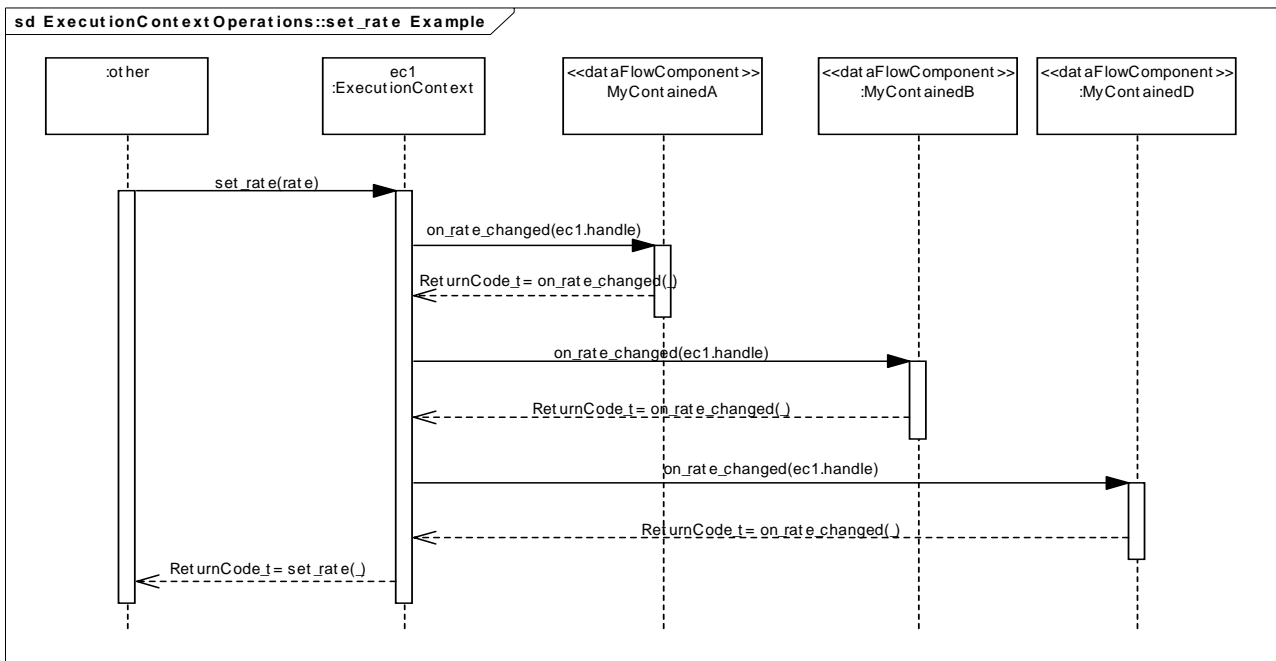 sd ExecutionContextOperations::set_rate Example
:other
ec1
:ExecutionContext
<<dataFlowComponent>>
MyContainedA
<<dataFlowComponent>>
:MyContainedB
<<dataFlowComponent>>
:MyContainedD
set_rate(rate)
on_rate_changed(ec1.handle)
ReturnCode_t= on_rate_changed(_)
on_rate_changed(ec1.handle)
ReturnCode_t= on_rate_changed(_)
on_rate_changed(ec1.handle)
ReturnCode_t= on_rate_changed(_)
ReturnCode_t= set_rate(_)